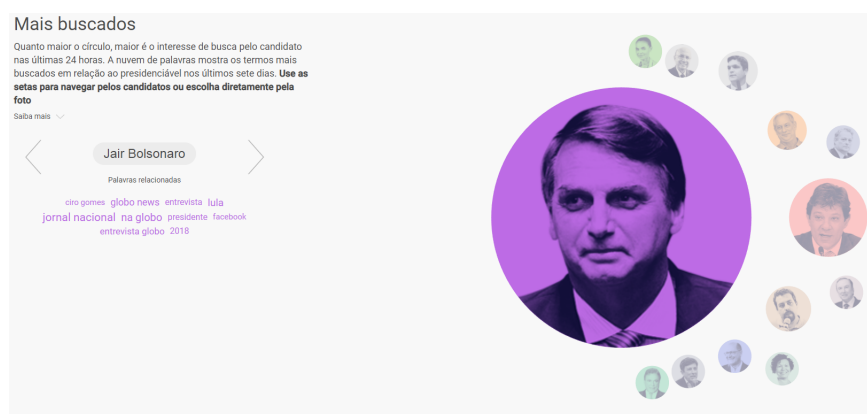 Mais buscados
Quanto maior o círculo, maior é o interesse de busca pelo candidato
nas últimas 24 horas. A nuvem de palavras mostra os termos mais
buscados em relação ao presidenciável nos últimos sete dias. Use as
setas para navegar pelos candidatos ou escolha diretamente pela
foto
Saiba mais
Jair Bolsonaro
Palavras relacionadas
ciro gomes globo news entrevista lula
jornal nacional na globo presidente facebook
entrevista globo 2018